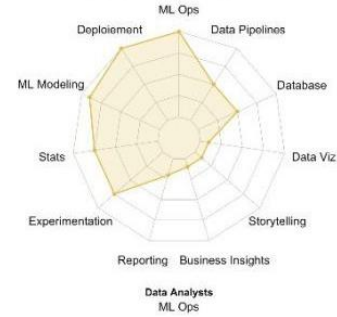 ML Ops
Deploiement
Data Pipelines
ML Modeling
Database
Stats
Data Viz
Experimentation
Storytelling
Reporting
Business Insights
Data Analysts
ML Ops